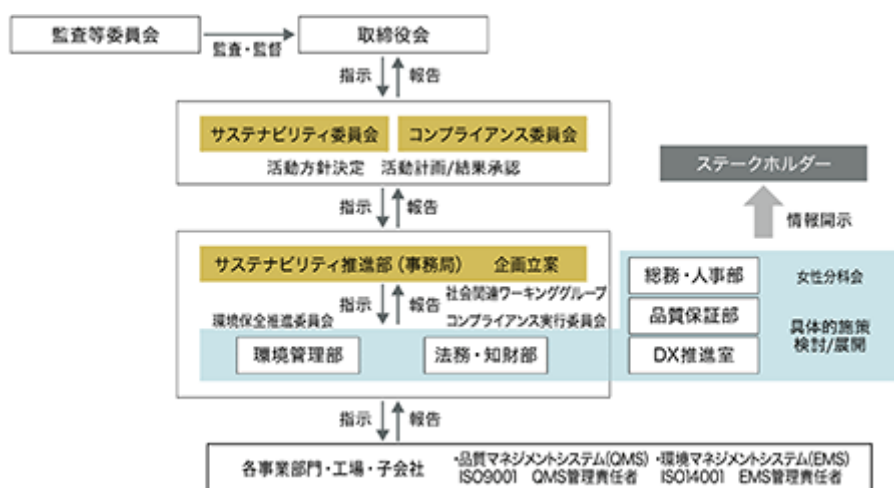 監査等委員会
監査・監督
取締役会
指示
報告
サステナビリティ委員会
コンプライアンス委員会
活動方針決定 活動計画/結果承認
ステークホルダー
指示
報告
情報開示
サステナビリティ推進部(事務局) 企画立案
総務・人事部
女性分科会
指示
報告
社会関連ワーキンググループ
環境保全推進委員会
コンプライアンス実行委員会
品質保証部
具体的施策
検討/展開
環境管理部
法務・知財部
DX推進室
指示
報告
各事業部門・工場・子会社
・品質マネジメントシステム(QMS)
ISO9001 QMS管理責任者
・環境マネジメントシステム(EMS)
ISO14001 EMS管理責任者